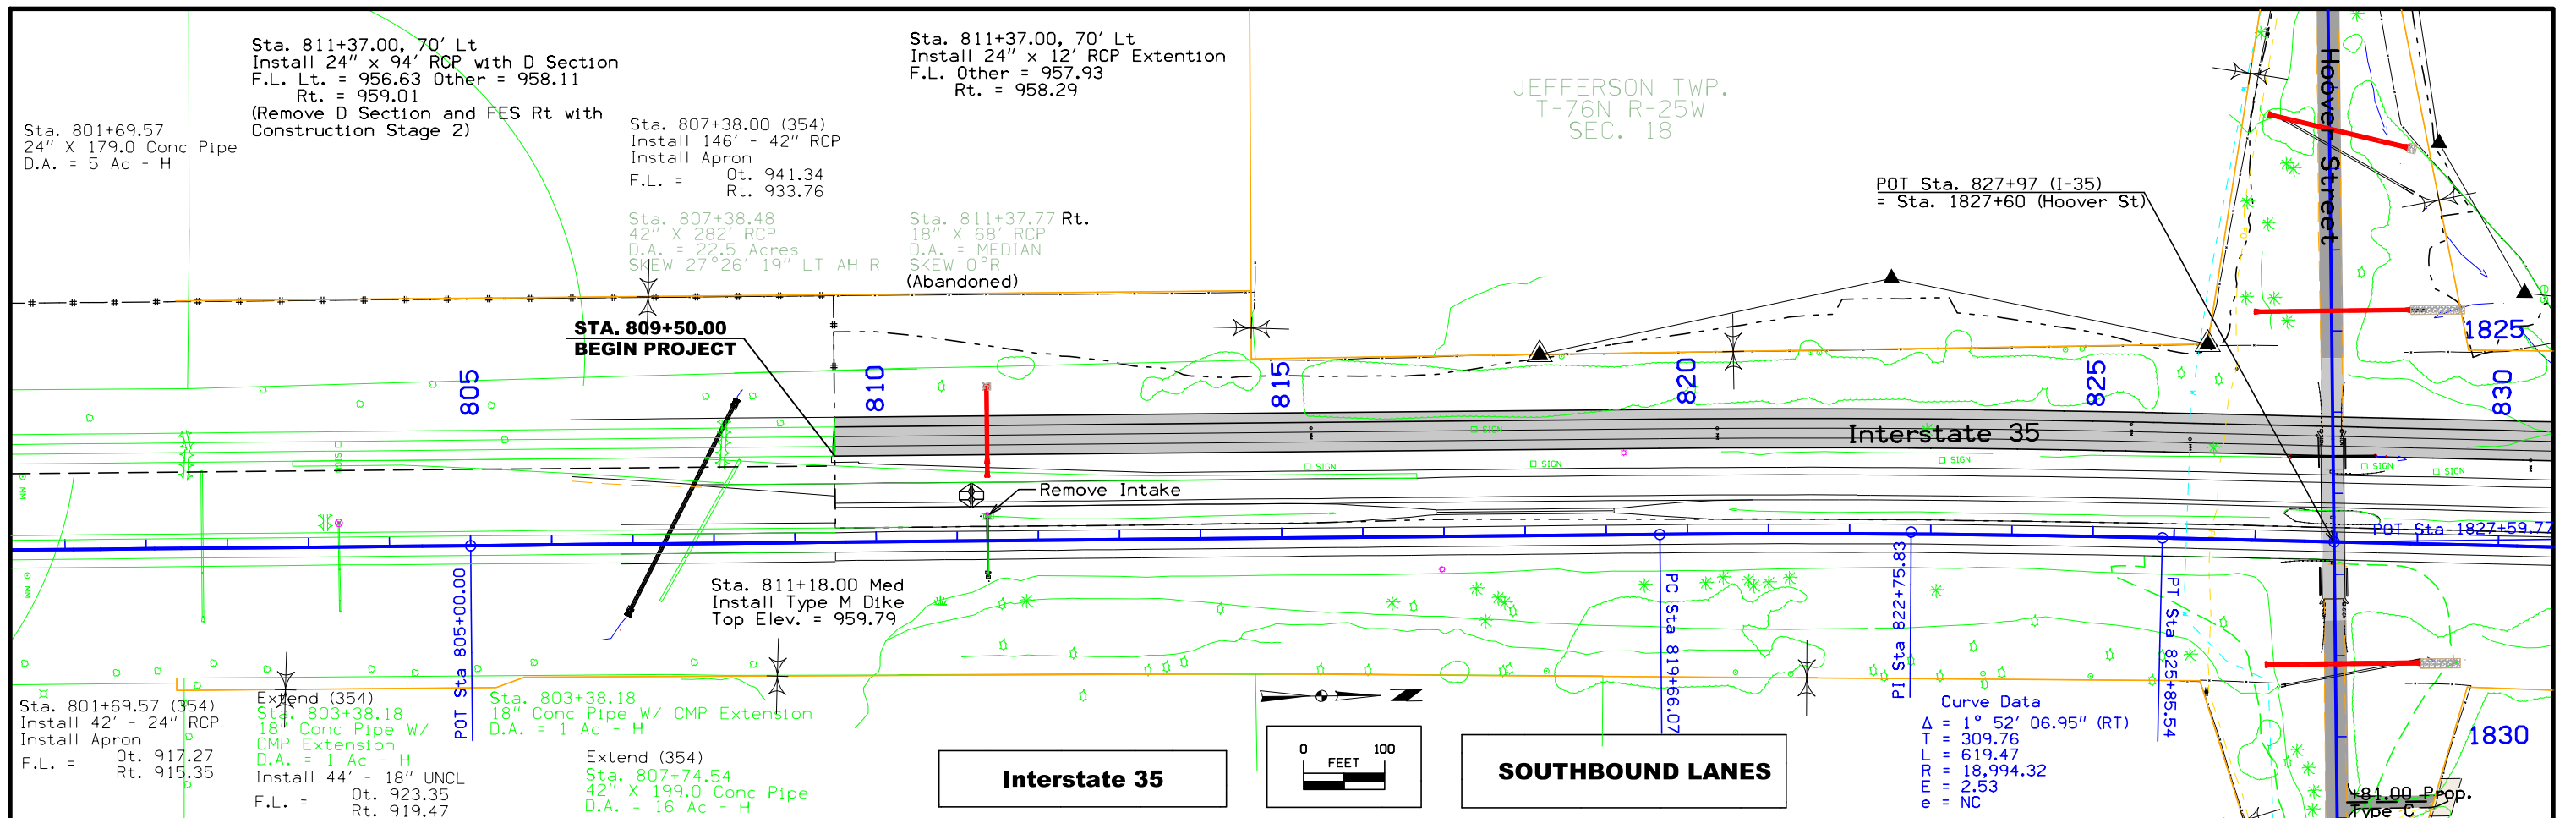 Sta. 811+37.00, 70' Lt
Install 24" x 94' RCP with D Section
F.L. Lt. = 956.63 Other = 958.11
Rt. = 959.01
(Remove D Section and FES Rt with
Construction Stage 2)
Sta. 811+37.00, 70' Lt
Install 24" x 12' RCP Extention
F.L. Other = 957.93
Rt. = 958.29
JEFFERSON TWP.
T-76N R-25W
SEC. 18
Hoover Street
Sta. 801+69.57
24" X 179.0 Conc Pipe
D.A. = 5 Ac - H
Sta. 807+38.00 (354)
Install 146' - 42" RCP
Install Apron
F.L. = Ot. 941.34
Rt. 933.76
Sta. 807+38.48
42" X 282' RCP
D.A. = 22.5 Acres
SKEW 27°26' 19" LT AH R
Sta. 811+37.77 Rt.
18" X 68' RCP
D.A. = MEDIAN
SKEW 0°R
(Abandoned)
POT Sta. 827+97 (I-35)
= Sta. 1827+60 (Hoover St)
STA. 809+50.00
BEGIN PROJECT
1825
805
810
815
820
825
830
SIGN
SIGN
Interstate 35
SIGN
SIGN
SIGN
SIGN
SIGN
MM
MM
Remove Intake
POT Sta 1827+59.77
Sta. 811+18.00 Med
Install Type M Dike
Top Elev. = 959.79
POT Sta 805+00.00
PC Sta 819+66.07
PI Sta 822+75.83
PT Sta 825+85.54
Sta. 801+69.57 (354)
Install 42' - 24" RCP
Install Apron
F.L. = Ot. 917.27
Rt. 915.35
Extend (354)
Sta. 803+38.18
18" Conc Pipe W/
CMP Extension
D.A. = 1 Ac - H
Install 44' - 18" UNCL
F.L. = Ot. 923.35
Rt. 919.47
Sta. 803+38.18
18" Conc Pipe W/ CMP Extension
D.A. = 1 Ac - H
Extend (354)
Sta. 807+74.54
42" X 199.0 Conc Pipe
D.A. = 16 Ac - H
Interstate 35
0 100
FEET
SOUTHBOUND LANES
Curve Data
Δ = 1° 52' 06.95" (RT)
T = 309.76
L = 619.47
R = 18,994.32
E = 2.53
e = NC
1830
+81.00 Prop.
Type C